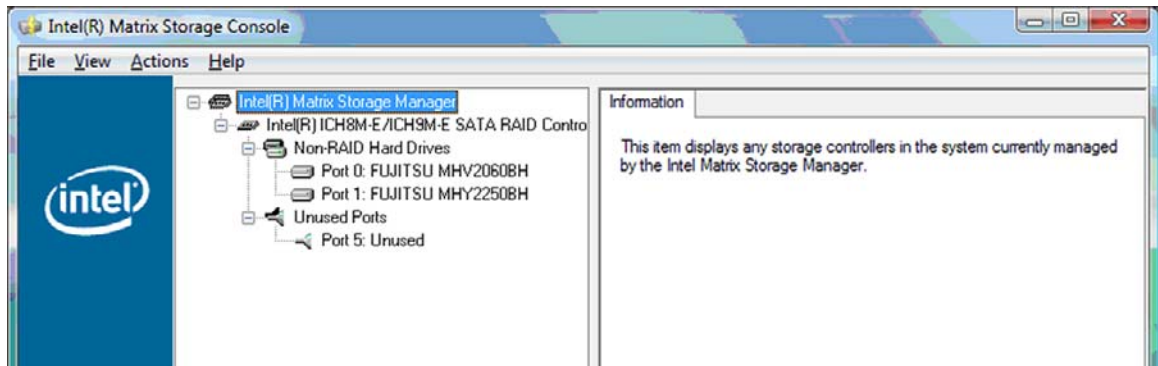 Intel(R) Matrix Storage Console
File View Actions Help
Intel(R) Matrix Storage Manager
Intel(R) ICH8M-E/ICH9M-E SATA RAID Contro
Non-RAID Hard Drives
Port 0: FUJITSU MHV2060BH
Port 1: FUJITSU MHY2250BH
Unused Ports
Port 5: Unused
intel
Information
This item displays any storage controllers in the system currently managed
by the Intel Matrix Storage Manager.